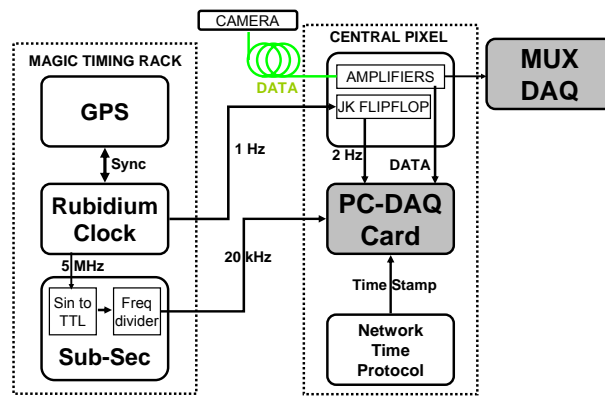 CAMERA
CENTRAL PIXEL
MAGIC TIMING RACK
DATA
AMPLIFIERS
MUX
DAQ
GPS
JK FLIPFLOP
1 Hz
2 Hz
DATA
Sync
Rubidium
Clock
PC-DAQ
Card
5 MHz
20 kHz
Sin to
TTL
Freq
divider
Time Stamp
Sub-Sec
Network
Time
Protocol